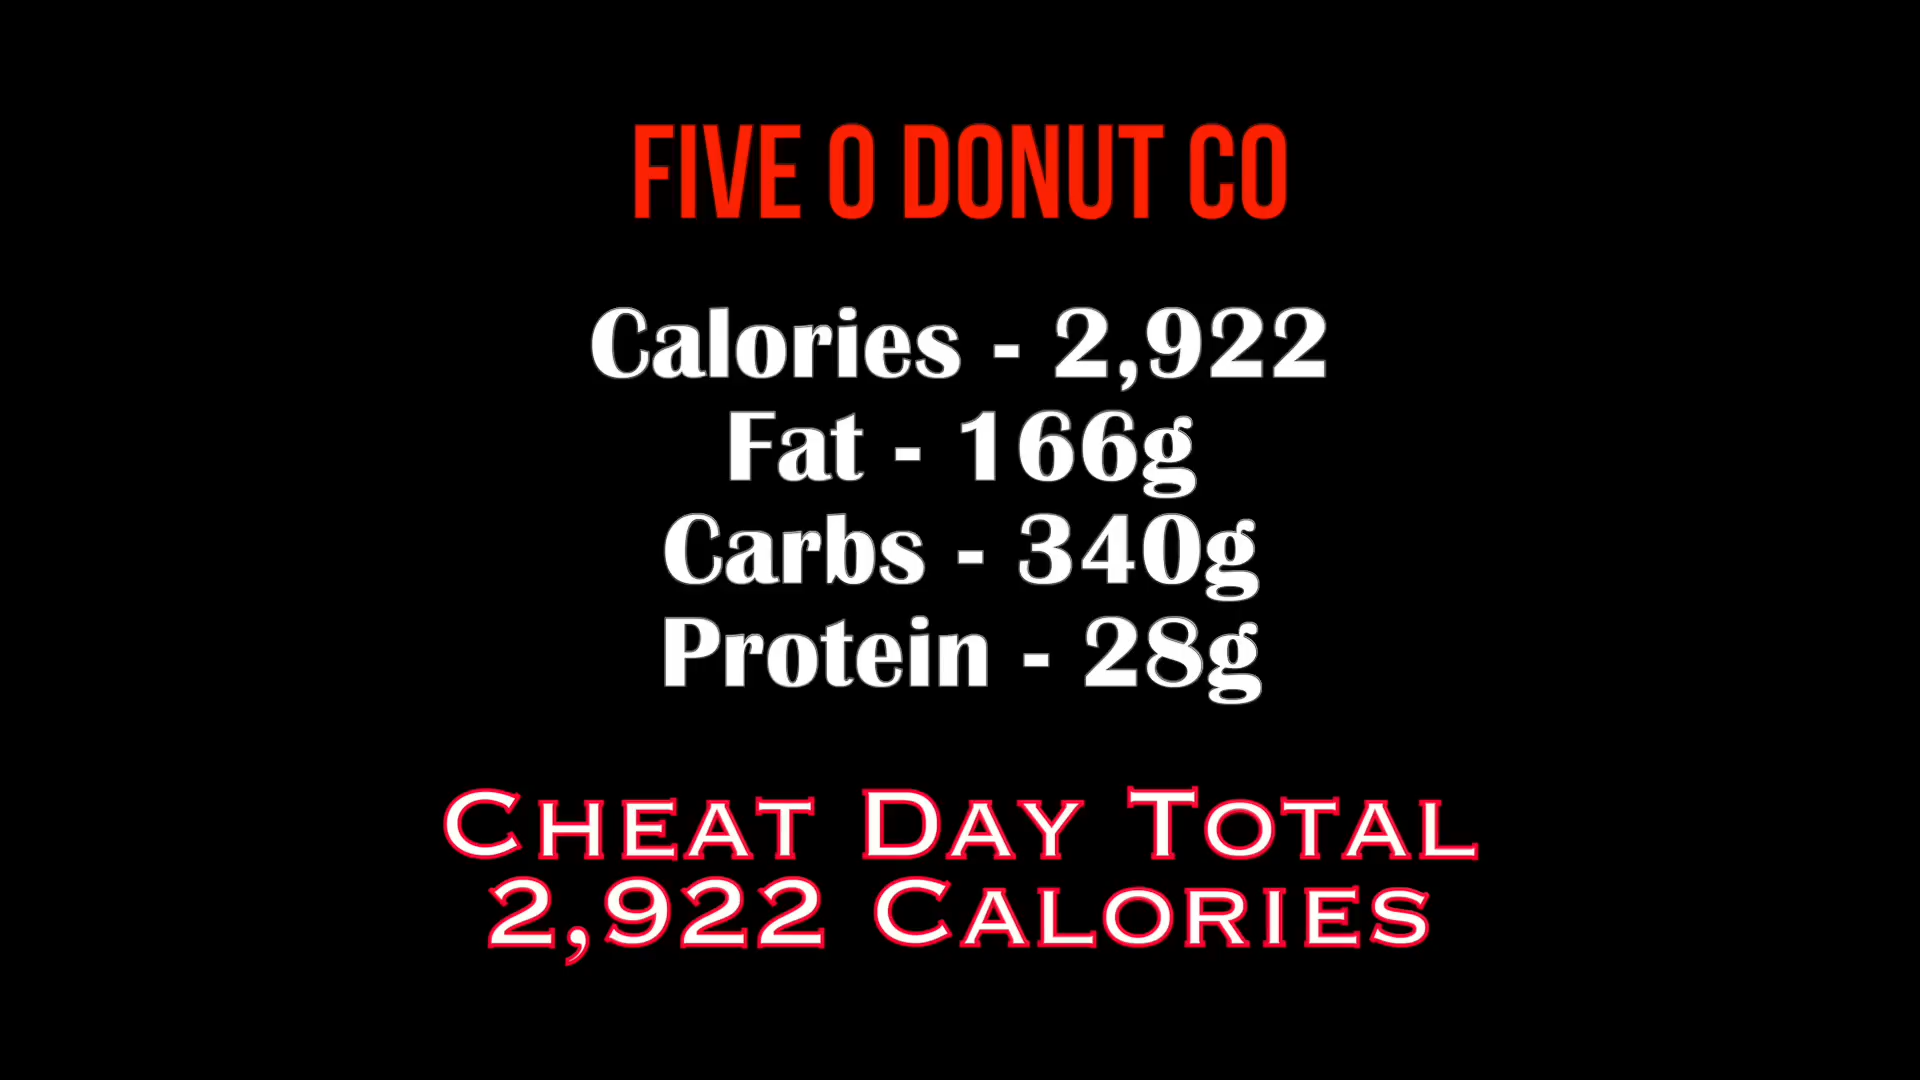 FIVE O DONUT CO
Calories - 2,922
Fat - 166g
Carbs - 340g
Protein - 28g
Cheat Day Total
2,922 Calories